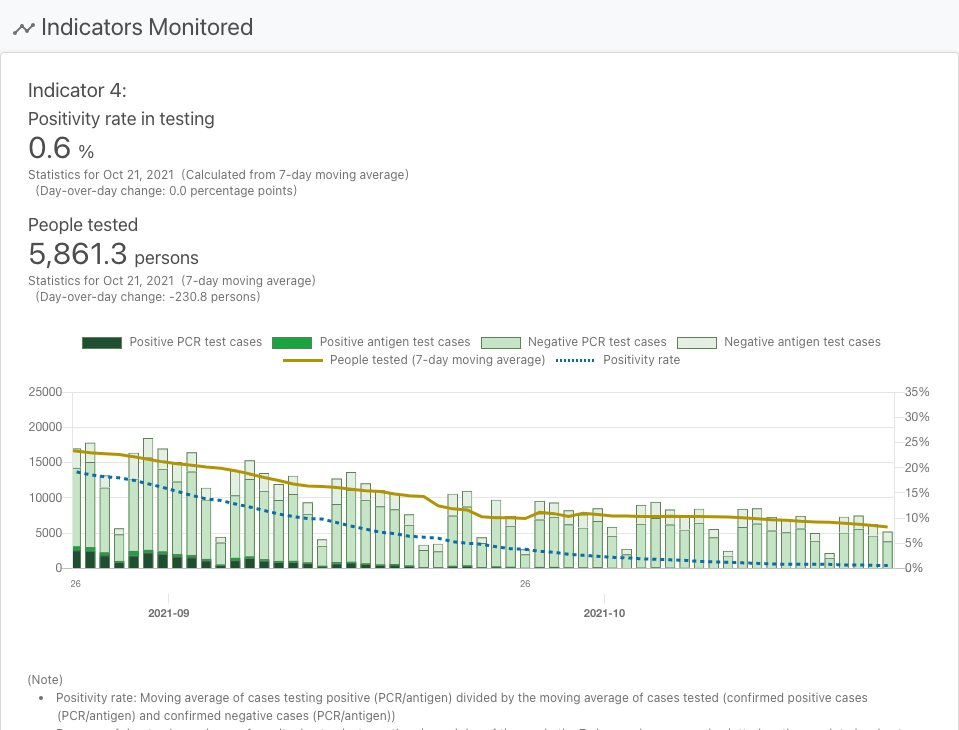 Indicators Monitored
Indicator 4:
Positivity rate in testing
0.6 %
Statistics for Oct 21, 2021 (Calculated from 7-day moving average)
(Day-over-day change: 0.0 percentage points)
People tested
5,861.3 persons
Statistics for Oct 21, 2021 (7-day moving average)
(Day-over-day change: -230.8 persons)
Positive PCR test cases Positive antigen test cases Negative PCR test cases Negative antigen test cases
People tested (7-day moving average) Positivity rate
25000 35%
30%
20000
25%
15000 20%
15%
10000
10%
5000
5%
0 0%
26 26
2021-09 2021-10
(Note)
• Positivity rate: Moving average of cases testing positive (PCR/antigen) divided by the moving average of cases tested (confirmed positive cases
(PCR/antigen) and confirmed negative cases (PCR/antigen))